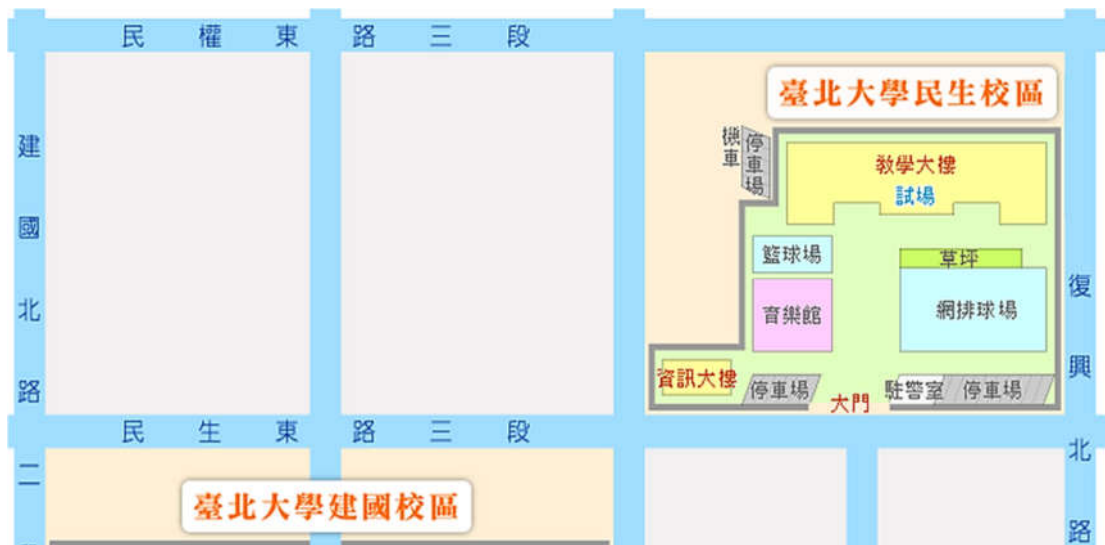 民權東路三段
臺北大學民生校區
建國北路二
機車
停車場
教學大樓
試場
籃球場
草坪
育樂館
網排球場
復興北路
資訊大樓
停車場
大門
駐警室
停車場
民生東路三段
臺北大學建國校區